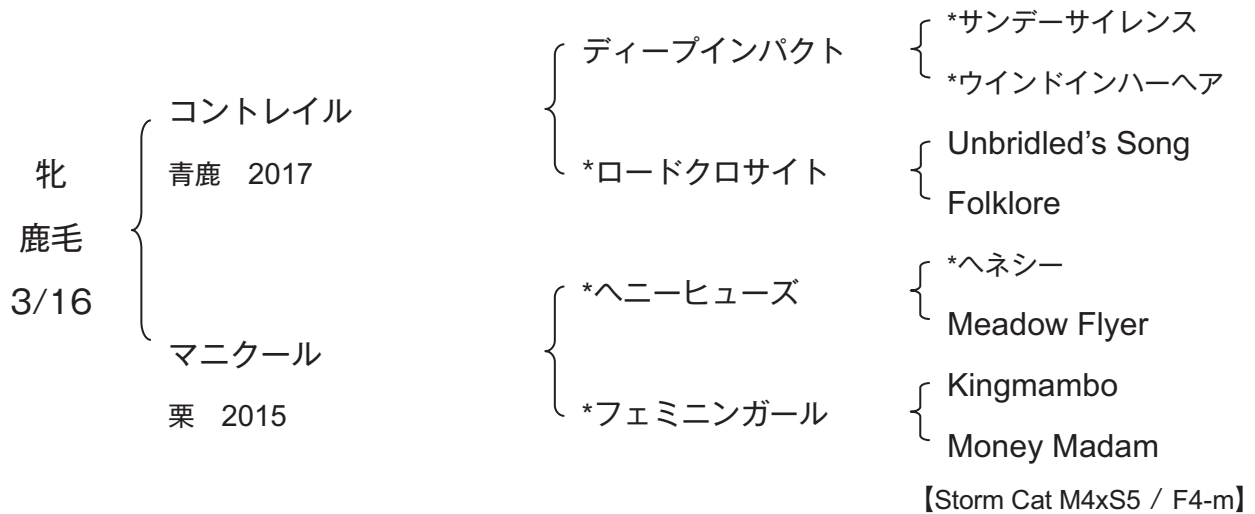 牝
鹿毛
3/16
コントレイル
青鹿　2017
マニクール
栗　2015
ディープインパクト
*ロードクロサイト
*ヘニーヒューズ
*フェミニンガール
*サンデーサイレンス
*ウインドインハーヘア
Unbridled’s Song
Folklore
*ヘネシー
Meadow Flyer
Kingmambo
Money Madam
【Storm Cat M4xS5 / F4-m】